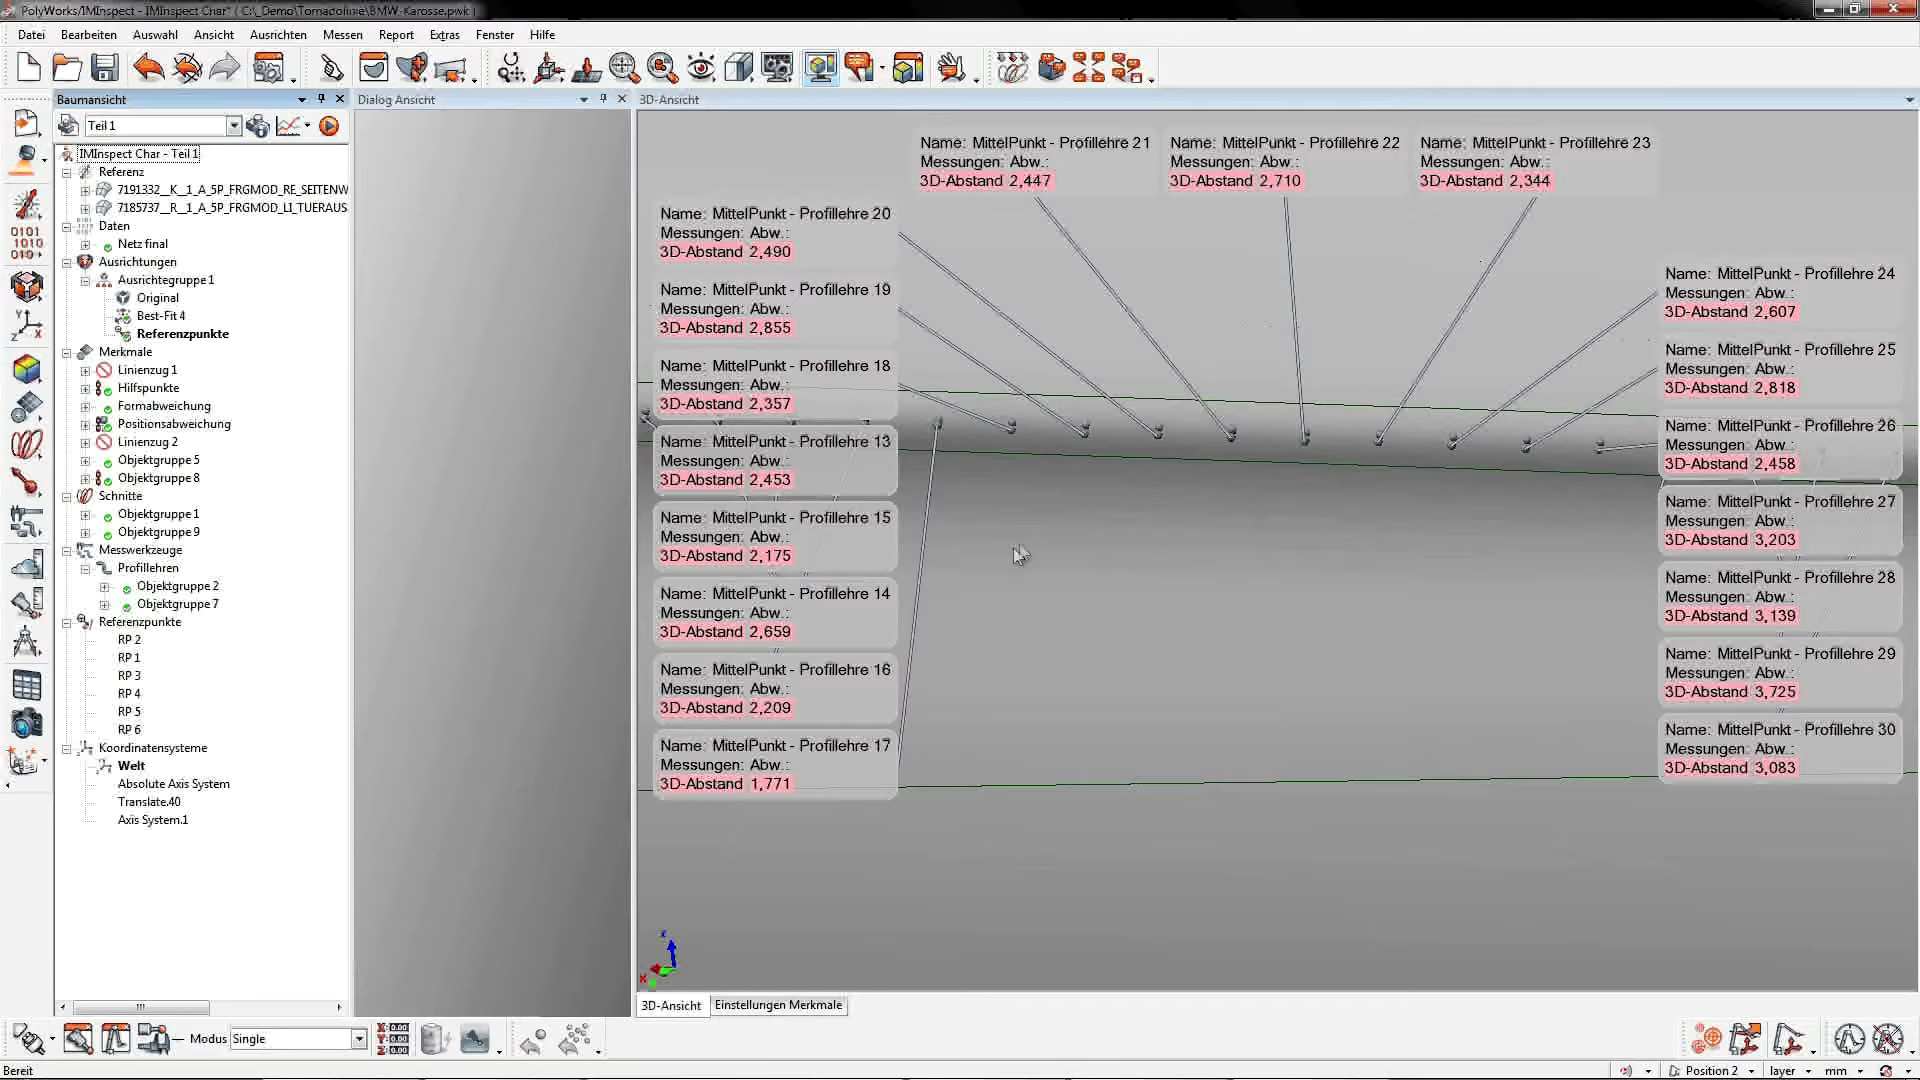 PolyWorks/IMInspect - IMInspect Char* ( C:\_Demo\Tornadolinie\BMW-Karosse.pwk )
Datei Bearbeiten Auswahl Ansicht Ausrichten Messen Report Extras Fenster Hilfe
Baumansicht
Dialog Ansicht
3D-Ansicht
Teil 1
IMInspect Char - Teil 1
Referenz
7191332__K__1_A_5P_FRGMOD_RE_SEITENW
7185737__R__1_A_5P_FRGMOD_LI_TUERAUS
Daten
Netz final
Ausrichtungen
Ausrichtegruppe 1
Original
Best-Fit 4
Referenzpunkte
Merkmale
Linienzug 1
Hilfspunkte
Formabweichung
Positionsabweichung
Linienzug 2
Objektgruppe 5
Objektgruppe 8
Schnitte
Objektgruppe 1
Objektgruppe 9
Messwerkzeuge
Profillehren
Objektgruppe 2
Objektgruppe 7
Referenzpunkte
RP 2
RP 1
RP 3
RP 4
RP 5
RP 6
Koordinatensysteme
Welt
Absolute Axis System
Translate.40
Axis System.1
Name: MittelPunkt - Profillehre 21
Messungen: Abw.:
3D-Abstand 2,447
Name: MittelPunkt - Profillehre 22
Messungen: Abw.:
3D-Abstand 2,710
Name: MittelPunkt - Profillehre 23
Messungen: Abw.:
3D-Abstand 2,344
Name: MittelPunkt - Profillehre 20
Messungen: Abw.:
3D-Abstand 2,490
Name: MittelPunkt - Profillehre 19
Messungen: Abw.:
3D-Abstand 2,855
Name: MittelPunkt - Profillehre 18
Messungen: Abw.:
3D-Abstand 2,357
Name: MittelPunkt - Profillehre 13
Messungen: Abw.:
3D-Abstand 2,453
Name: MittelPunkt - Profillehre 15
Messungen: Abw.:
3D-Abstand 2,175
Name: MittelPunkt - Profillehre 14
Messungen: Abw.:
3D-Abstand 2,659
Name: MittelPunkt - Profillehre 16
Messungen: Abw.:
3D-Abstand 2,209
Name: MittelPunkt - Profillehre 17
Messungen: Abw.:
3D-Abstand 1,771
Name: MittelPunkt - Profillehre 24
Messungen: Abw.:
3D-Abstand 2,607
Name: MittelPunkt - Profillehre 25
Messungen: Abw.:
3D-Abstand 2,818
Name: MittelPunkt - Profillehre 26
Messungen: Abw.:
3D-Abstand 2,458
Name: MittelPunkt - Profillehre 27
Messungen: Abw.:
3D-Abstand 3,203
Name: MittelPunkt - Profillehre 28
Messungen: Abw.:
3D-Abstand 3,139
Name: MittelPunkt - Profillehre 29
Messungen: Abw.:
3D-Abstand 3,725
Name: MittelPunkt - Profillehre 30
Messungen: Abw.:
3D-Abstand 3,083
3D-Ansicht Einstellungen Merkmale
Modus Single
Bereit
Position 2 layer mm